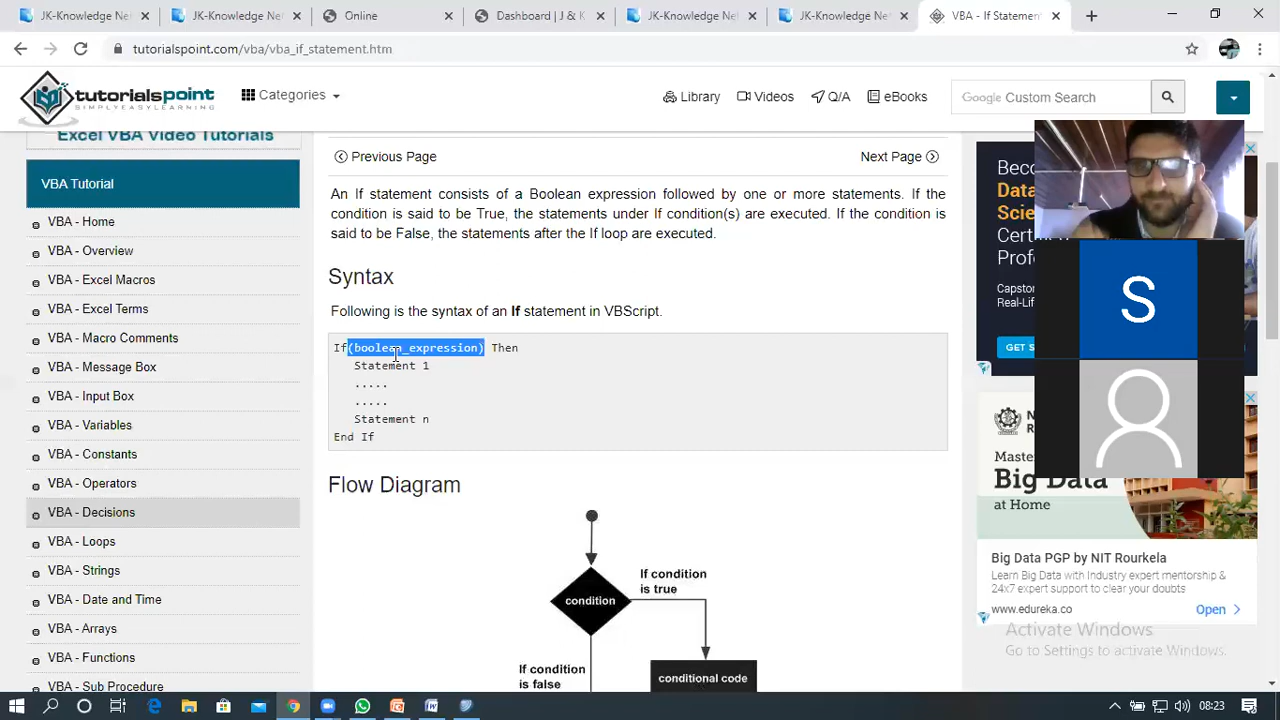 JK-Knowledge Ne
JK-Knowledge Net
Online
Dashboard | J & K
JK-Knowledge Ne
JK-Knowledge Net
VBA - If Statemen
tutorialspoint.com/vba/vba_if_statement.htm
tutorialspoint
SIMPLYEASYLEARNING
Categories
Library
Videos
Q/A
eBooks
Google Custom Search
Excel VBA Video Tutorials
VBA Tutorial
VBA - Home
VBA - Overview
VBA - Excel Macros
VBA - Excel Terms
VBA - Macro Comments
VBA - Message Box
VBA - Input Box
VBA - Variables
VBA - Constants
VBA - Operators
VBA - Decisions
VBA - Loops
VBA - Strings
VBA - Date and Time
VBA - Arrays
VBA - Functions
VBA - Sub Procedure
Previous Page
Next Page
An If statement consists of a Boolean expression followed by one or more statements. If the
condition is said to be True, the statements under If condition(s) are executed. If the condition is
said to be False, the statements after the If loop are executed.
Syntax
Following is the syntax of an If statement in VBScript.
If(boolean_expression) Then
Statement 1
.....
.....
Statement n
End If
Flow Diagram
condition
If condition
is true
If condition
is false
conditional code
Beco
Data
Scie
Certi
Profe
Capsto
Real-Life
GET S
S
Maste
Big Data
at Home
Big Data PGP by NIT Rourkela
Learn Big Data with Industry expert mentorship &
24x7 expert support to clear your doubts
www.edureka.co
Open
Activate Windows
Go to Settings to activate Windows.
08:23